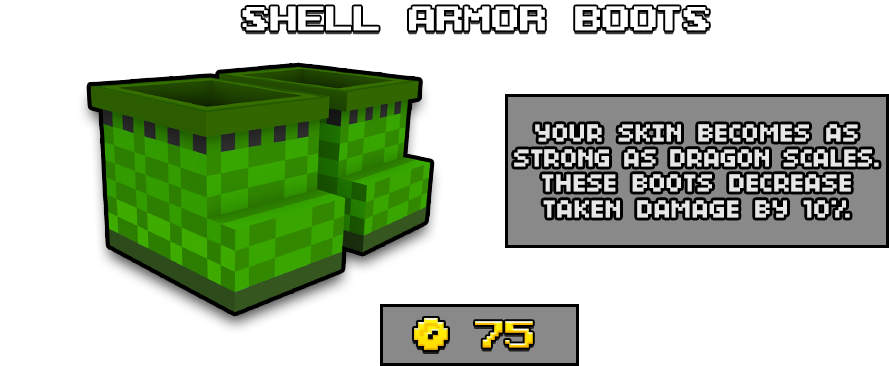 SHELL ARMOR BOOTS
YOUR SKIN BECOMES AS
STRONG AS DRAGON SCALES.
THESE BOOTS DECREASE
TAKEN DAMAGE BY 10%
75